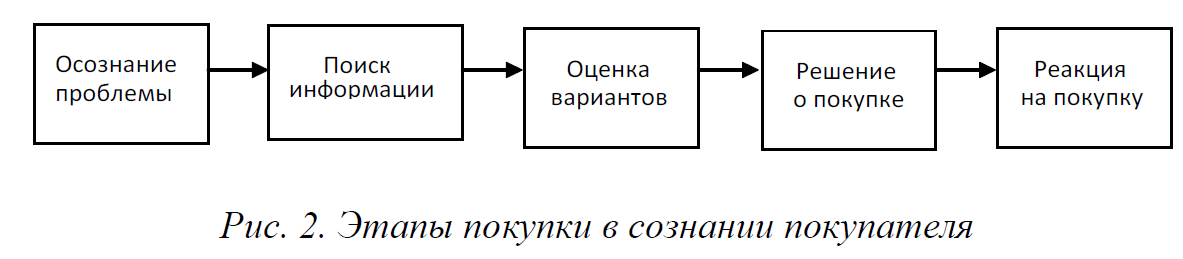 Осознание
проблемы
Поиск
информации
Оценка
вариантов
Решение
о покупке
Реакция
на покупку
Рис. 2. Этапы покупки в сознании покупателя